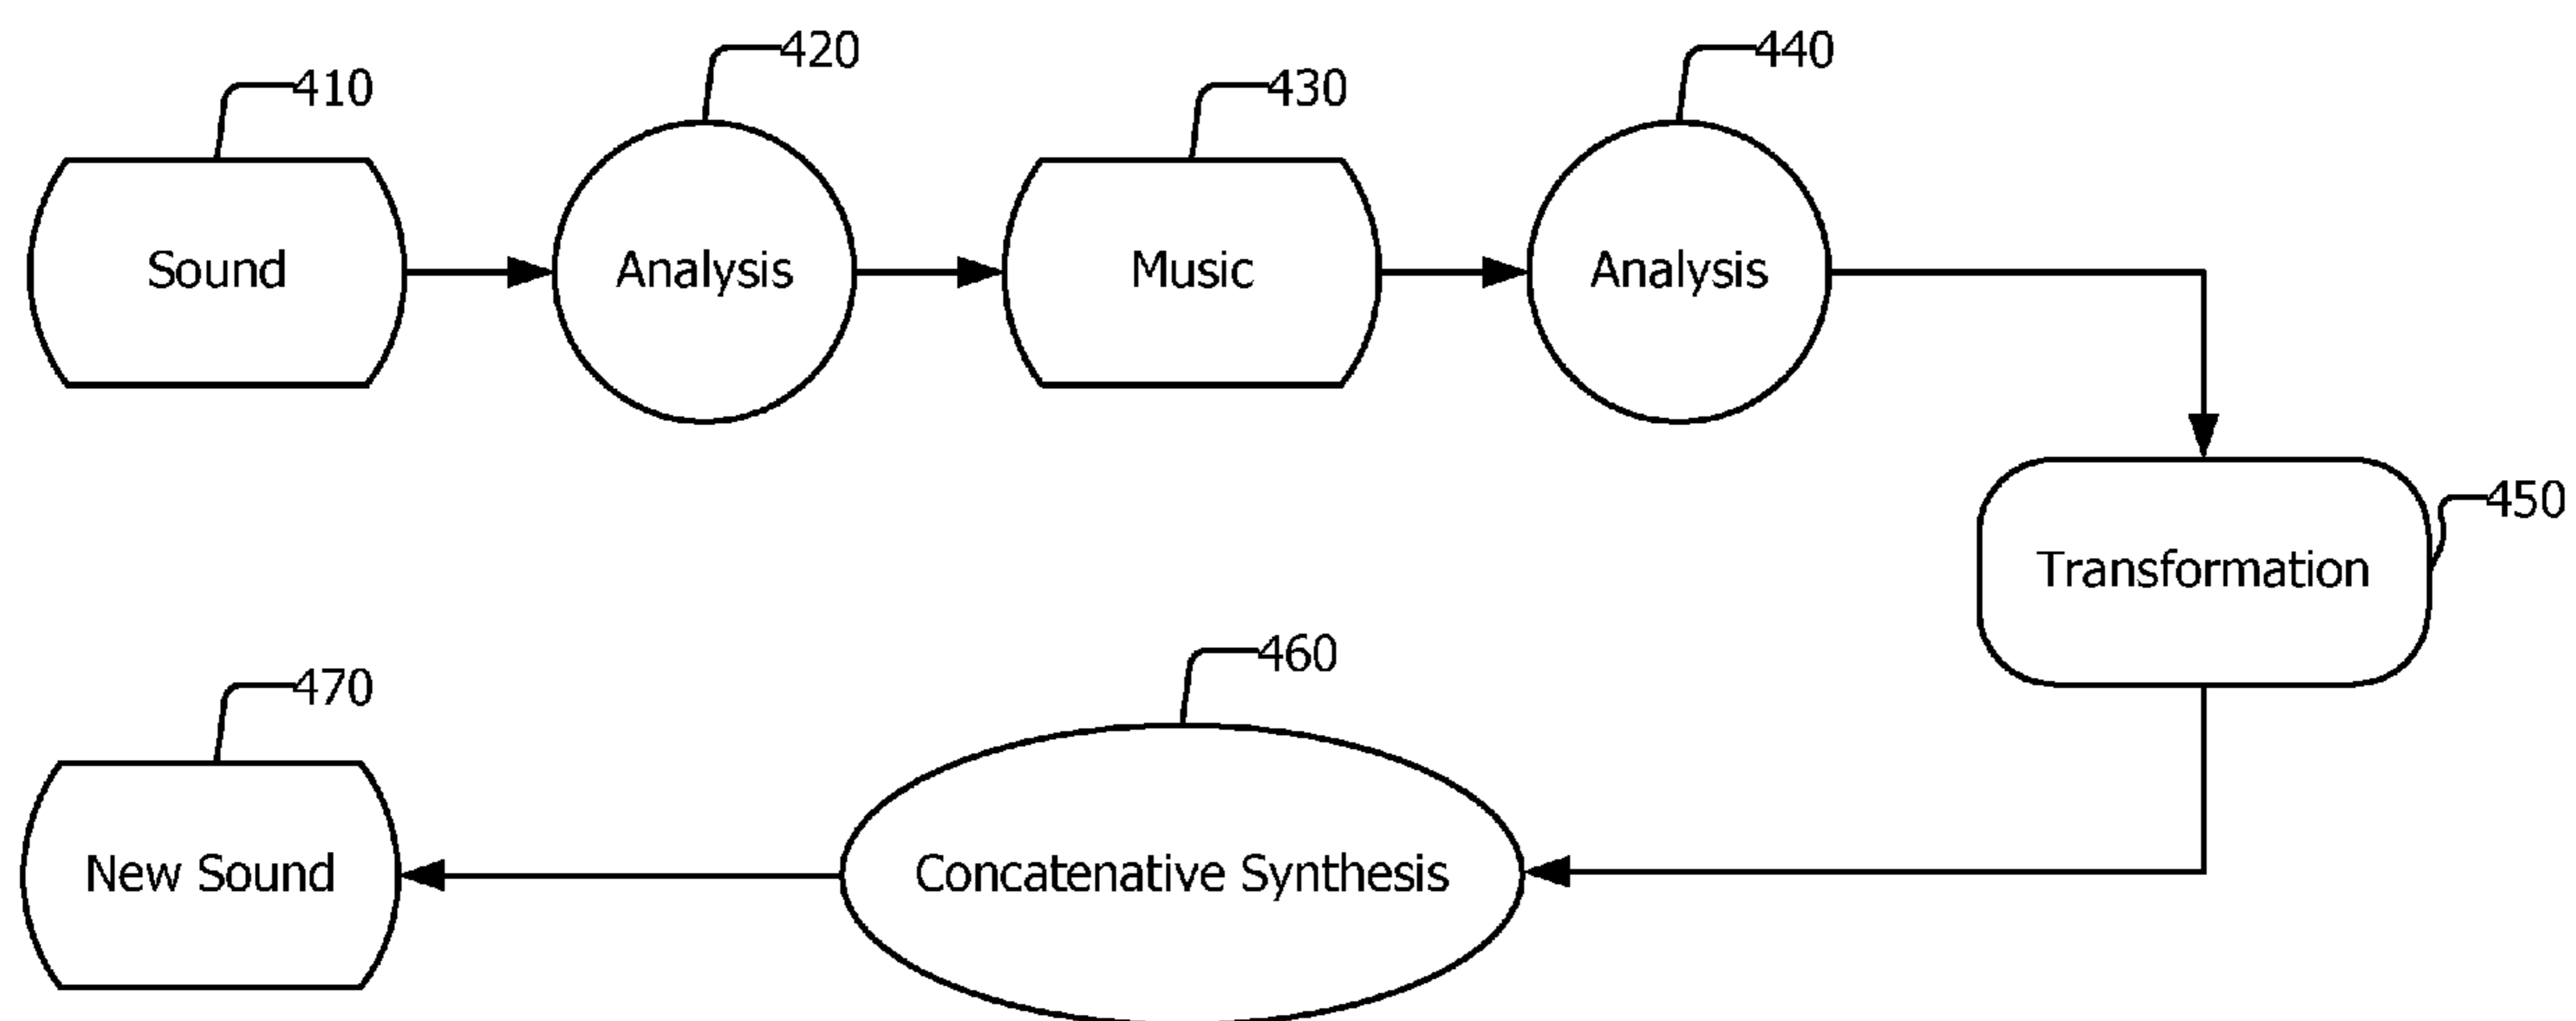 420
440
410
430
Sound
Analysis
Music
Analysis
450
Transformation
460
470
New Sound
Concatenative Synthesis